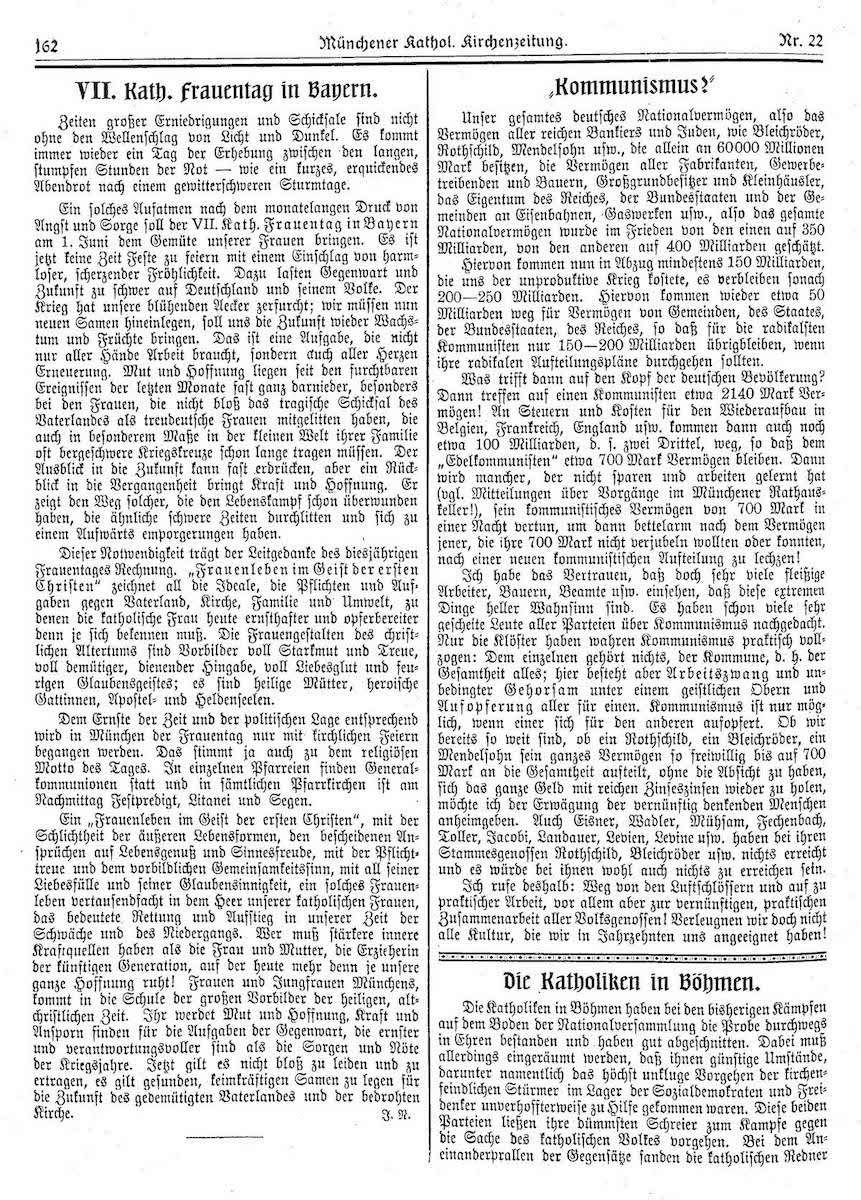 162
Münchener Kathol. Kirchenzeitung.
Nr. 22
VII. Kath. Frauentag in Bayern.
Zeiten großer Erniedrigungen und Schicksale sind nicht
ohne den Wellenschlag von Licht und Dunkel. Es kommt
immer wieder ein Tag der Erhebung zwischen den langen,
stumpfen Stunden der Not — wie ein kurzes, erquickendes
Abendrot nach einem gewitterschweren Sturmtage.
Ein solches Aufatmen nach dem monatelangen Druck von
Angst und Sorge soll der VII. Kath. Frauentag in Bayern
am 1. Juni dem Gemüte unserer Frauen bringen. Es ist
jetzt keine Zeit Feste zu feiern mit einem Einschlag von harm-
loser, scherzender Fröhlichkeit. Dazu lasten Gegenwart und
Zukunft zu schwer auf Deutschland und seinem Volke. Der
Krieg hat unsere blühenden Aecker zerfurcht; wir müssen nun
neuen Samen hineinlegen, soll uns die Zukunft wieder Wachs-
tum und Früchte bringen. Das ist eine Aufgabe, die nicht
nur aller Hände Arbeit braucht, sondern auch aller Herzen
Erneuerung. Mut und Hoffnung liegen seit den furchtbaren
Ereignissen der letzten Monate fast ganz darnieder, besonders
bei den Frauen, die nicht bloß das tragische Schicksal des
Vaterlandes als treudeutsche Frauen mitgelitten haben, die
auch in besonderem Maße in der kleinen Welt ihrer Familie
oft bergeschwere Kriegskreuze schon lange tragen müssen. Der
Ausblick in die Zukunft kann fast erdrücken, aber ein Rück-
blick in die Vergangenheit bringt Kraft und Hoffnung. Er
zeigt den Weg solcher, die den Lebenskampf schon überwunden
haben, die ähnliche schwere Zeiten durchlitten und sich zu
einem Aufwärts emporgerungen haben.
Dieser Notwendigkeit trägt der Leitgedanke des diesjährigen
Frauentages Rechnung. „Frauenleben im Geist der ersten
Christen“ zeichnet all die Ideale, die Pflichten und Auf-
gaben gegen Vaterland, Kirche, Familie und Umwelt, zu
denen die katholische Frau heute ernsthafter und opferbereiter
denn je sich bekennen muß. Die Frauengestalten des christ-
lichen Altertums sind Vorbilder voll Starkmut und Treue,
voll demütiger, dienender Hingabe, voll Liebesglut und feu-
rigen Glaubensgeistes; es sind heilige Mütter, heroische
Gattinnen, Apostel- und Heldenseelen.
Dem Ernste der Zeit und der politischen Lage entsprechend
wird in München der Frauentag nur mit kirchlichen Feiern
begangen werden. Das stimmt ja auch zu dem religiösen
Motto des Tages. In einzelnen Pfarreien finden General-
kommunionen statt und in sämtlichen Pfarrkirchen ist am
Nachmittag Festpredigt, Litanei und Segen.
Ein „Frauenleben im Geist der ersten Christen“, mit der
Schlichtheit der äußeren Lebensformen, den bescheidenen An-
sprüchen auf Lebensgenuß und Sinnesfreude, mit der Pflicht-
treue und dem vorbildlichen Gemeinsamkeitsinn, mit all seiner
Liebesfülle und seiner Glaubensinnigkeit, ein solches Frauen-
leben vertausendfacht in dem Heer unserer katholischen Frauen,
das bedeutete Rettung und Aufstieg in unserer Zeit der
Schwäche und des Niedergangs. Wer muß stärkere innere
Kraftquellen haben als die Frau und Mutter, die Erzieherin
der künftigen Generation, auf der heute mehr denn je unsere
ganze Hoffnung ruht! Frauen und Jungfrauen Münchens,
kommt in die Schule der großen Vorbilder der heiligen, alt-
christlichen Zeit. Ihr werdet Mut und Hoffnung, Kraft und
Ansporn finden für die Aufgaben der Gegenwart, die ernster
und verantwortungsvoller sind als die Sorgen und Nöte
der Kriegsjahre. Jetzt gilt es nicht bloß zu leiden und zu
ertragen, es gilt gesunden, keimkräftigen Samen zu legen für
die Zukunft des gedemütigten Vaterlandes und der bedrohten
Kirche. J. R.
„Kommunismus?“
Unser gesamtes deutsches Nationalvermögen, also das
Vermögen aller reichen Bankiers und Juden, wie Bleichröder,
Rothschild, Mendelsohn usw., die allein an 60000 Millionen
Mark besitzen, die Vermögen aller Fabrikanten, Gewerbe-
treibenden und Bauern, Großgrundbesitzer und Kleinhäusler,
das Eigentum des Reiches, der Bundesstaaten und der Ge-
meinden an Eisenbahnen, Gaswerken usw., also das gesamte
Nationalvermögen wurde im Frieden von den einen auf 350
Milliarden, von den anderen auf 400 Milliarden geschätzt.
Hiervon kommen nun in Abzug mindestens 150 Milliarden,
die uns der unproduktive Krieg kostete, es verbleiben sonach
200—250 Milliarden. Hiervon kommen wieder etwa 50
Milliarden weg für Vermögen von Gemeinden, des Staates,
der Bundesstaaten, des Reiches, so daß für die radikalsten
Kommunisten nur 150—200 Milliarden übrigbleiben, wenn
ihre radikalen Aufteilungspläne durchgehen sollten.
Was trifft dann auf den Kopf der deutschen Bevölkerung?
Dann treffen auf einen Kommunisten etwa 2140 Mark Ver-
mögen! An Steuern und Kosten für den Wiederaufbau in
Belgien, Frankreich, England usw. kommen dann auch noch
etwa 100 Milliarden, d. s. zwei Drittel, weg, so daß dem
„Edelkommunisten“ etwa 700 Mark Vermögen bleiben. Dann
wird mancher, der nicht sparen und arbeiten gelernt hat
(vgl. Mitteilungen über Vorgänge im Münchener Rathaus-
keller!), sein kommunistisches Vermögen von 700 Mark in
einer Nacht vertun, um dann bettelarm nach dem Vermögen
jener, die ihre 700 Mark nicht verjubeln wollten oder konnten,
nach einer neuen kommunistischen Aufteilung zu lechzen!
Ich habe das Vertrauen, daß doch sehr viele fleißige
Arbeiter, Bauern, Beamte usw. einsehen, daß diese extremen
Dinge heller Wahnsinn sind. Es haben schon viele sehr
gescheite Leute aller Parteien über Kommunismus nachgedacht.
Nur die Klöster haben wahren Kommunismus praktisch voll-
zogen: Dem einzelnen gehört nichts, der Kommune, d. h. der
Gesamtheit alles; hier besteht aber Arbeitszwang und un-
bedingter Gehorsam unter einem geistlichen Obern und
Aufopferung aller für einen. Kommunismus ist nur mög-
lich, wenn einer sich für den anderen aufopfert. Ob wir
bereits so weit sind, ob ein Rothschild, ein Bleichröder, ein
Mendelsohn sein ganzes Vermögen so freiwillig bis auf 700
Mark an die Gesamtheit austeilt, ohne die Absicht zu haben,
sich das ganze Geld mit reichen Zinseszinsen wieder zu holen,
möchte ich der Erwägung der vernünftig denkenden Menschen
anheimgeben. Auch Eisner, Wadler, Mühsam, Fechenbach,
Toller, Jacobi, Landauer, Levien, Levine usw. haben bei ihren
Stammesgenossen Rothschild, Bleichröder usw. nichts erreicht
und es würde bei ihnen wohl auch nichts zu erreichen sein.
Ich rufe deshalb: Weg von den Luftschlössern und auf zu
praktischer Arbeit, vor allem aber zur vernünftigen, praktischen
Zusammenarbeit aller Volksgenossen! Verleugnen wir doch nicht
alle Kultur, die wir in Jahrzehnten uns angeeignet haben!
Die Katholiken in Böhmen.
Die Katholiken in Böhmen haben bei den bisherigen Kämpfen
auf dem Boden der Nationalversammlung die Probe durchwegs
in Ehren bestanden und haben gut abgeschnitten. Dabei muß
allerdings eingeräumt werden, daß ihnen günstige Umstände,
darunter namentlich das höchst unkluge Vorgehen der kirchen-
feindlichen Stürmer im Lager der Sozialdemokraten und Frei-
denker unverhoffterweise zu Hilfe gekommen waren. Diese beiden
Parteien ließen ihre dümmsten Schreier zum Kampfe gegen
die Sache des katholischen Volkes vorgehen. Bei dem An-
einanderprallen der Gegensätze fanden die katholischen Redner